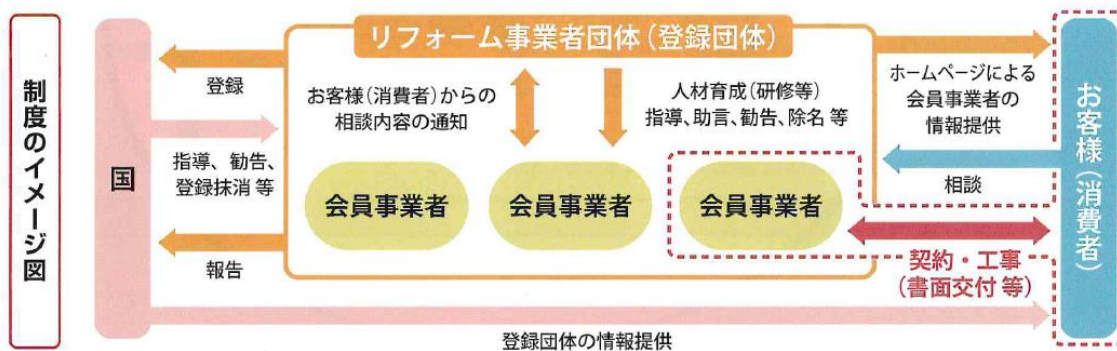 制度のイメージ図
国
登録
指導、勧告、
登録抹消 等
報告
リフォーム事業者団体(登録団体)
お客様(消費者)からの
相談内容の通知
人材育成(研修等)
指導、助言、勧告、除名 等
会員事業者
会員事業者
会員事業者
ホームページによる
会員事業者の
情報提供
相談
契約・工事
(書面交付 等)
お客様(消費者)
登録団体の情報提供